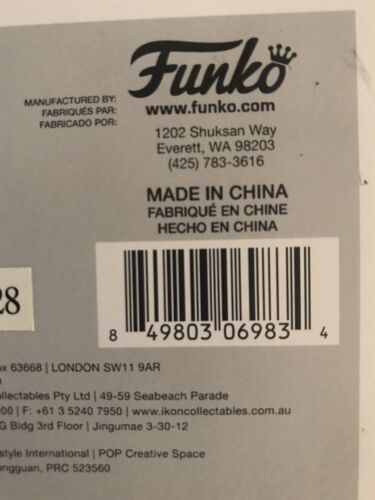 Funko
MANUFACTURED BY:
FABRIQUÉS PAR:
FABRICADO POR:
www.funko.com
1202 Shuksan Way
Everett, WA 98203
(425) 783-3616
MADE IN CHINA
FABRIQUÉ EN CHINE
HECHO EN CHINA
28
8 49803 06983 4
ox 63668 | LONDON SW11 9AR
ollectables Pty Ltd | 49-59 Seabeach Parade
00 | F: +61 3 5240 7950 | www.ikoncollectables.com.au
G Bldg 3rd Floor | Jingumae 3-30-12
style International | POP Creative Space
ongguan, PRC 523560